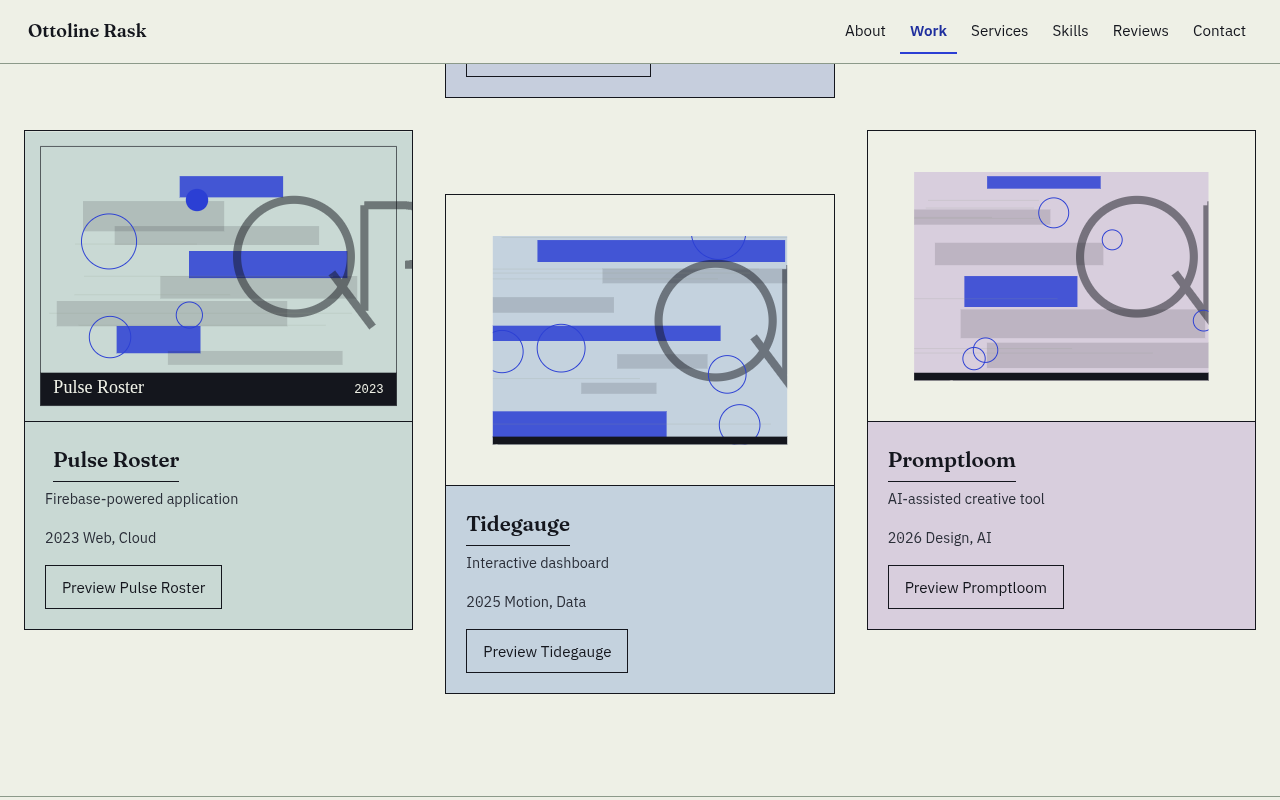 Ottoline Rask
About Work Services Skills Reviews Contact
Pulse Roster 2023
Pulse Roster
Firebase-powered application
2023 Web, Cloud
Preview Pulse Roster
Tidegauge
Interactive dashboard
2025 Motion, Data
Preview Tidegauge
Promptloom
AI-assisted creative tool
2026 Design, AI
Preview Promptloom